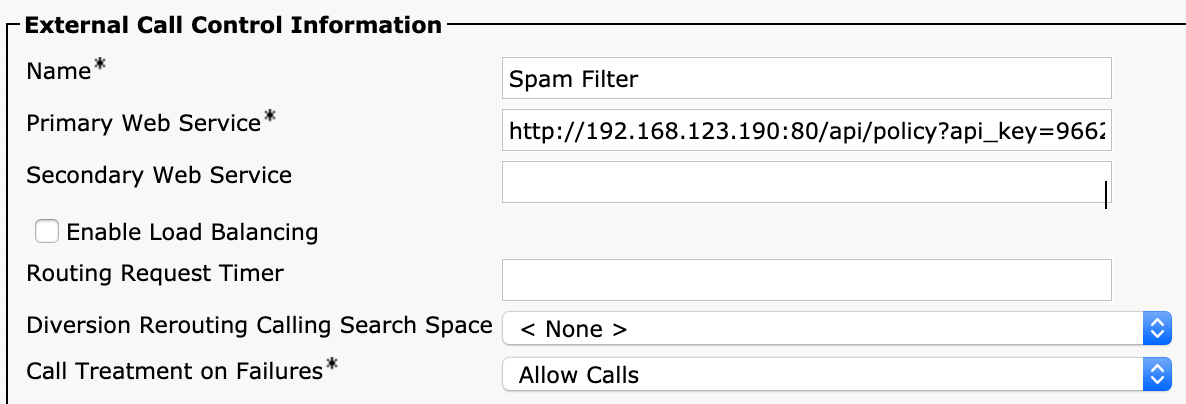 External Call Control Information
Name*
Spam Filter
Primary Web Service*
http://192.168.123.190:80/api/policy?api_key=9662
Secondary Web Service
Enable Load Balancing
Routing Request Timer
Diversion Rerouting Calling Search Space
< None >
Call Treatment on Failures*
Allow Calls